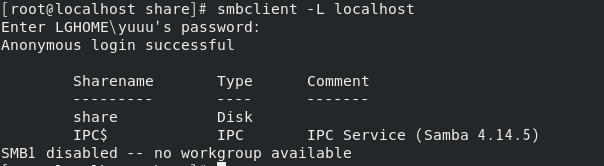 [root@localhost share]# smbclient -L localhost
Enter LGHOME\yuuu's password:
Anonymous login successful
Sharename Type Comment
--------- ---- -------
share Disk
IPC$ IPC IPC Service (Samba 4.14.5)
SMB1 disabled -- no workgroup available